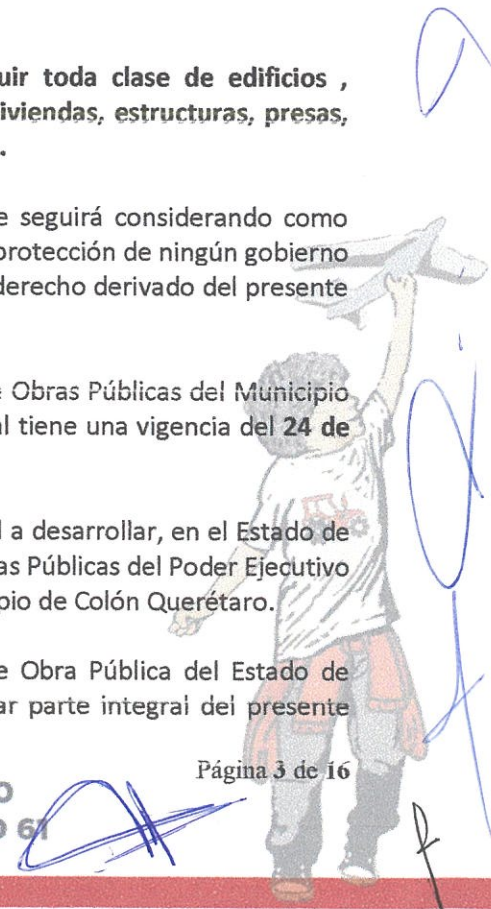 uir toda clase de edificios ,
iviendas, estructuras, presas,
.
e seguirá considerando como
protección de ningún gobierno
derecho derivado del presente
e Obras Públicas del Municipio
al tiene una vigencia del 24 de
l a desarrollar, en el Estado de
as Públicas del Poder Ejecutivo
pio de Colón Querétaro.
e Obra Pública del Estado de
ar parte integral del presente
Página 3 de 16
O
O 61